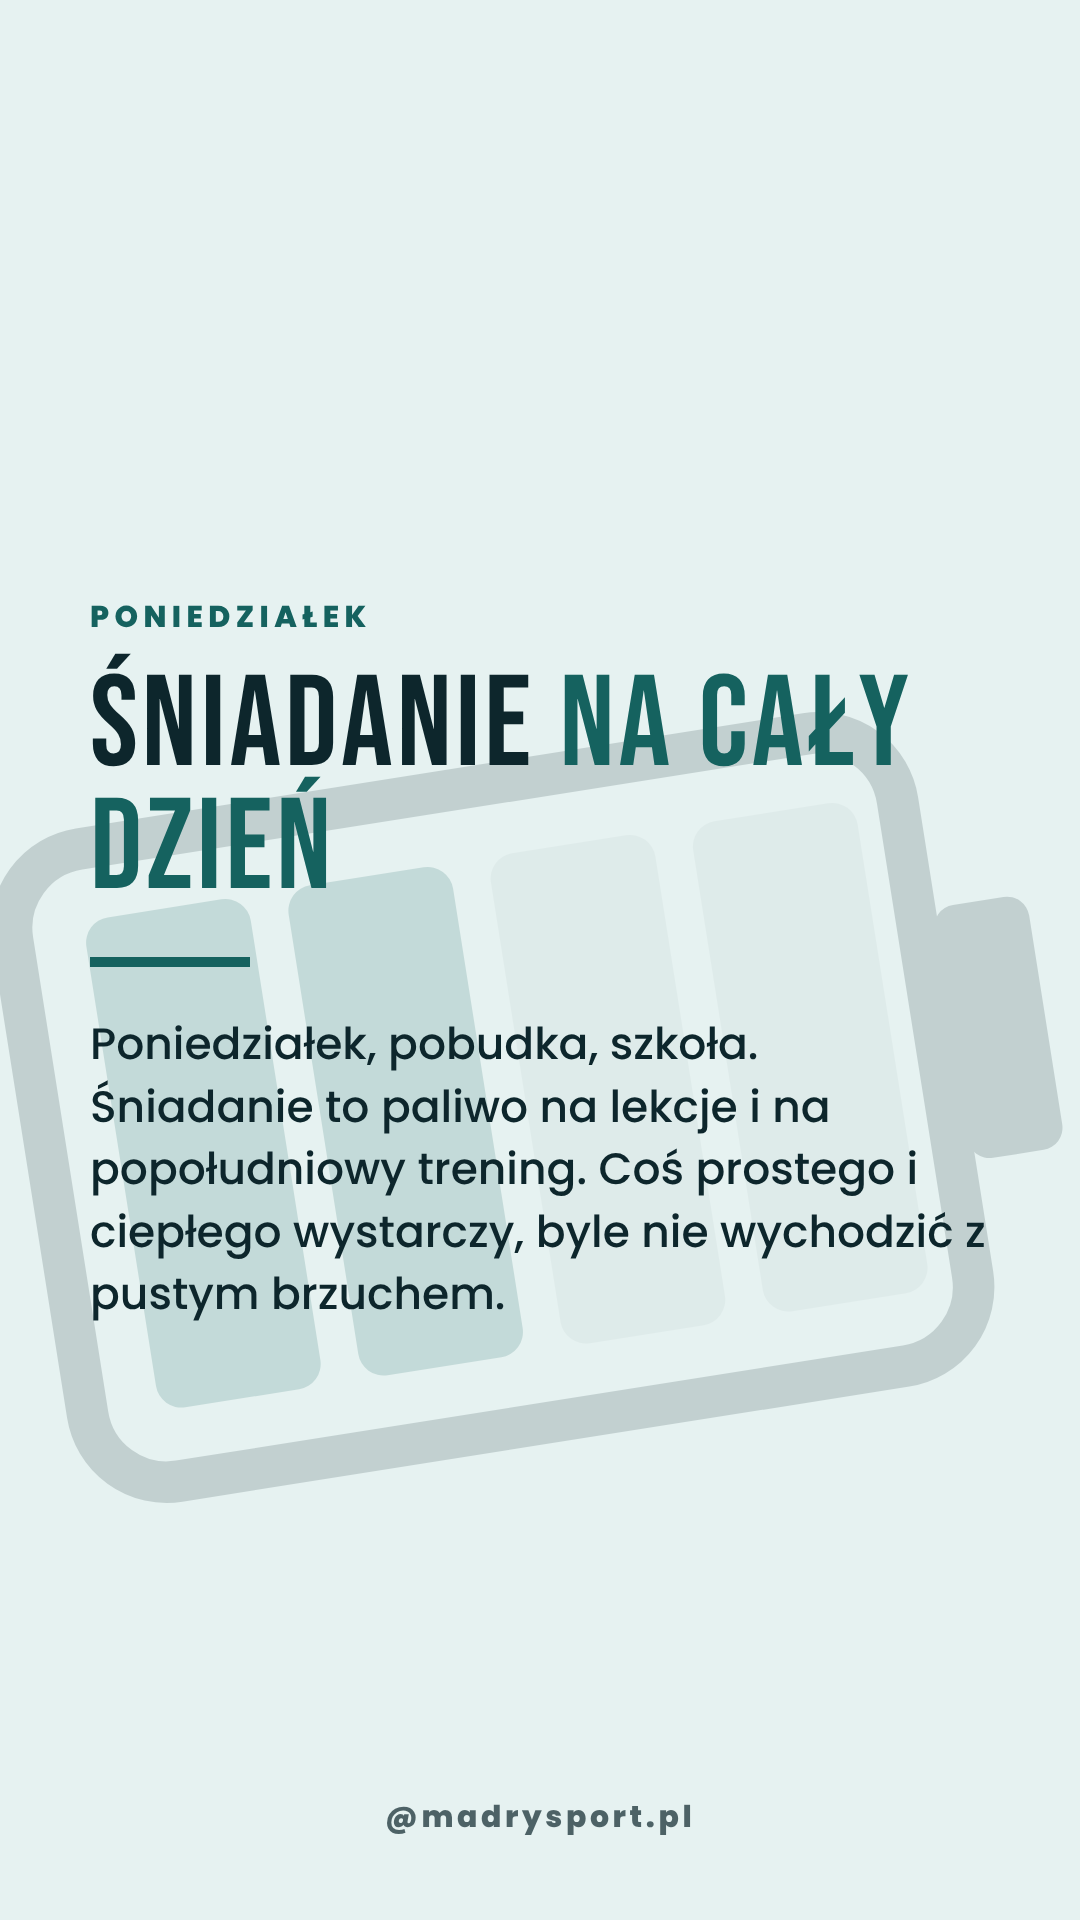 PONIEDZIAŁEK
ŚNIADANIE NA CAŁY
DZIEŃ
Poniedziałek, pobudka, szkoła.
Śniadanie to paliwo na lekcje i na
popołudniowy trening. Coś prostego i
ciepłego wystarczy, byle nie wychodzić z
pustym brzuchem.
@madrysport.pl